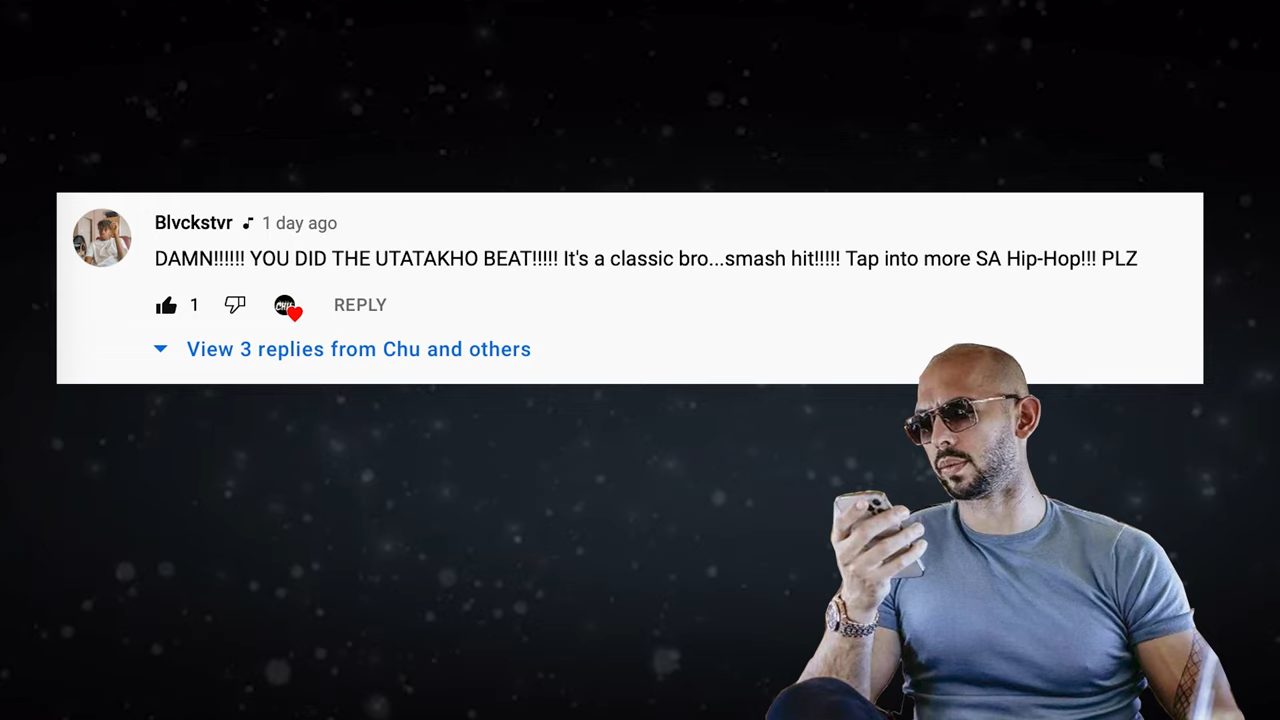 Blvckstvr 1 day ago
DAMN!!!!!! YOU DID THE UTATAKHO BEAT!!!!! It's a classic bro...smash hit!!!!! Tap into more SA Hip-Hop!!! PLZ
1 CHU REPLY
View 3 replies from Chu and others